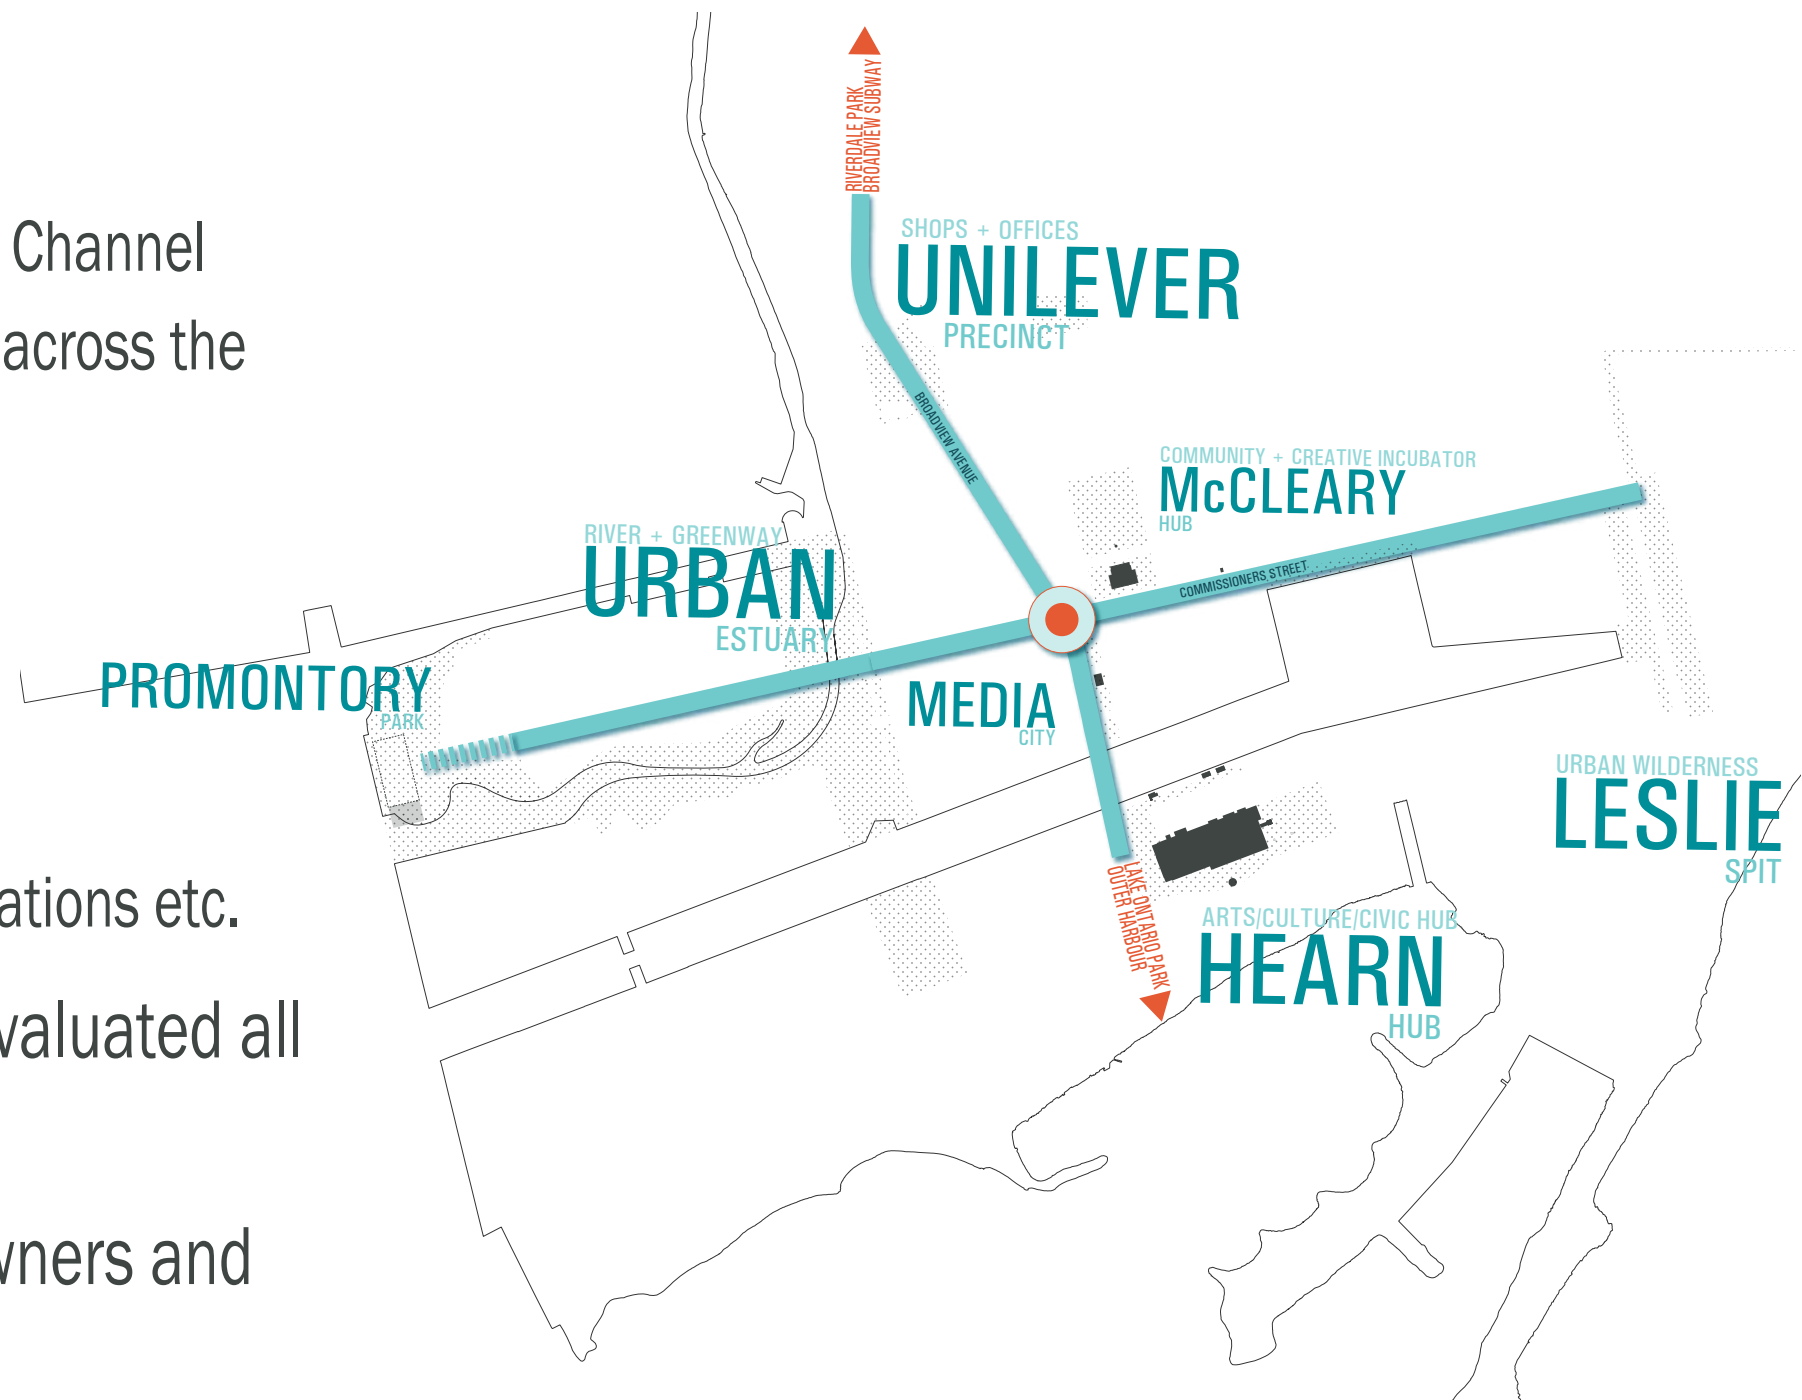 Channel
across the
ations etc.
valuated all
wners and
RIVERDALE PARK
BROADVIEW SUBWAY
SHOPS + OFFICES
UNILEVER
PRECINCT
BROADVIEW AVENUE
COMMUNITY + CREATIVE INCUBATOR
McCLEARY
HUB
COMMISSIONERS STREET
RIVER + GREENWAY
URBAN
ESTUARY
PROMONTORY
PARK
MEDIA
CITY
URBAN WILDERNESS
LESLIE
SPIT
LAKE ONTARIO PARK
OUTER HARBOUR
ARTS/CULTURE/CIVIC HUB
HEARN
HUB